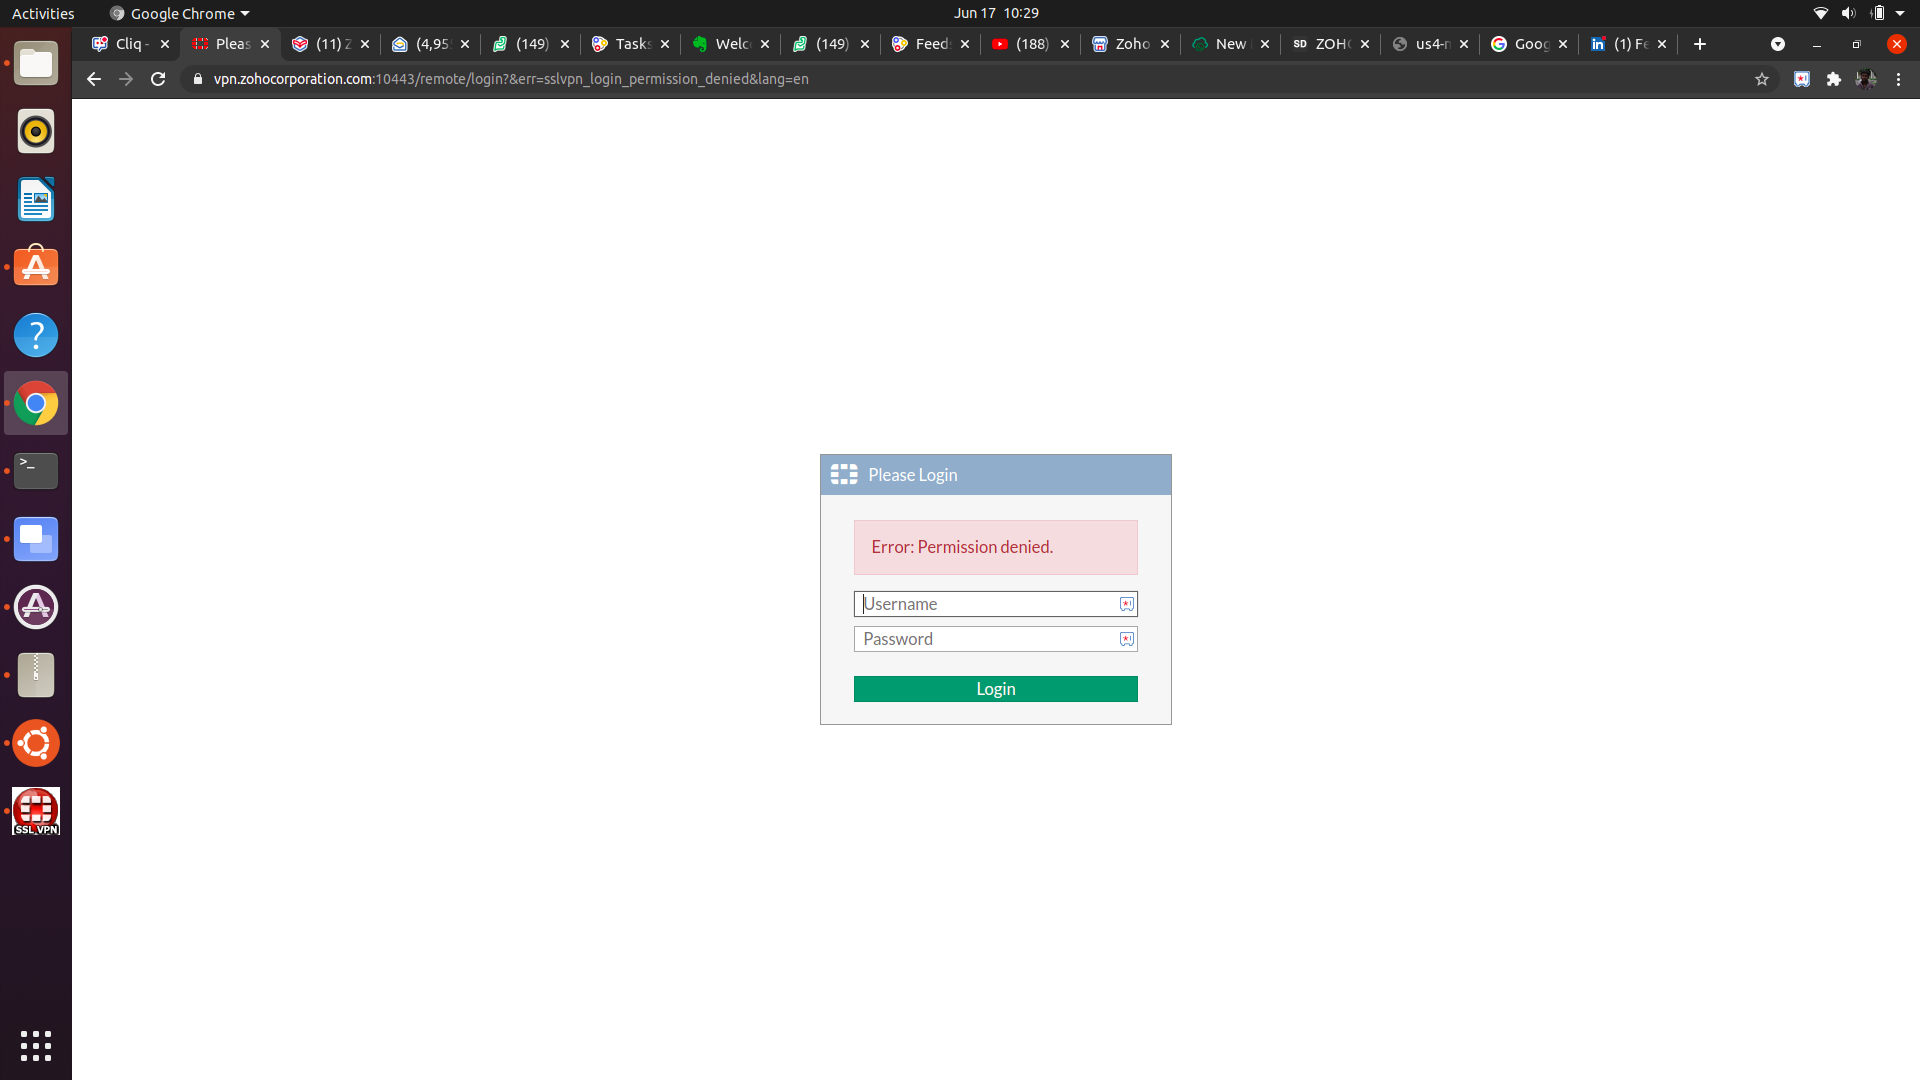 Activities
Google Chrome
Jun 17 10:29
Cliq -
Pleas
(11) Z
(4,95
(149)
Tasks
Welc
(149)
Feed
(188)
Zoho
New
SD ZOHO
us4-
Goog
in (1) Fe
vpn.zohocorporation.com:10443/remote/login?&err=sslvpn_login_permission_denied&lang=en
?
>_
SSL VPN
Please Login
Error: Permission denied.
Username
Password
Login